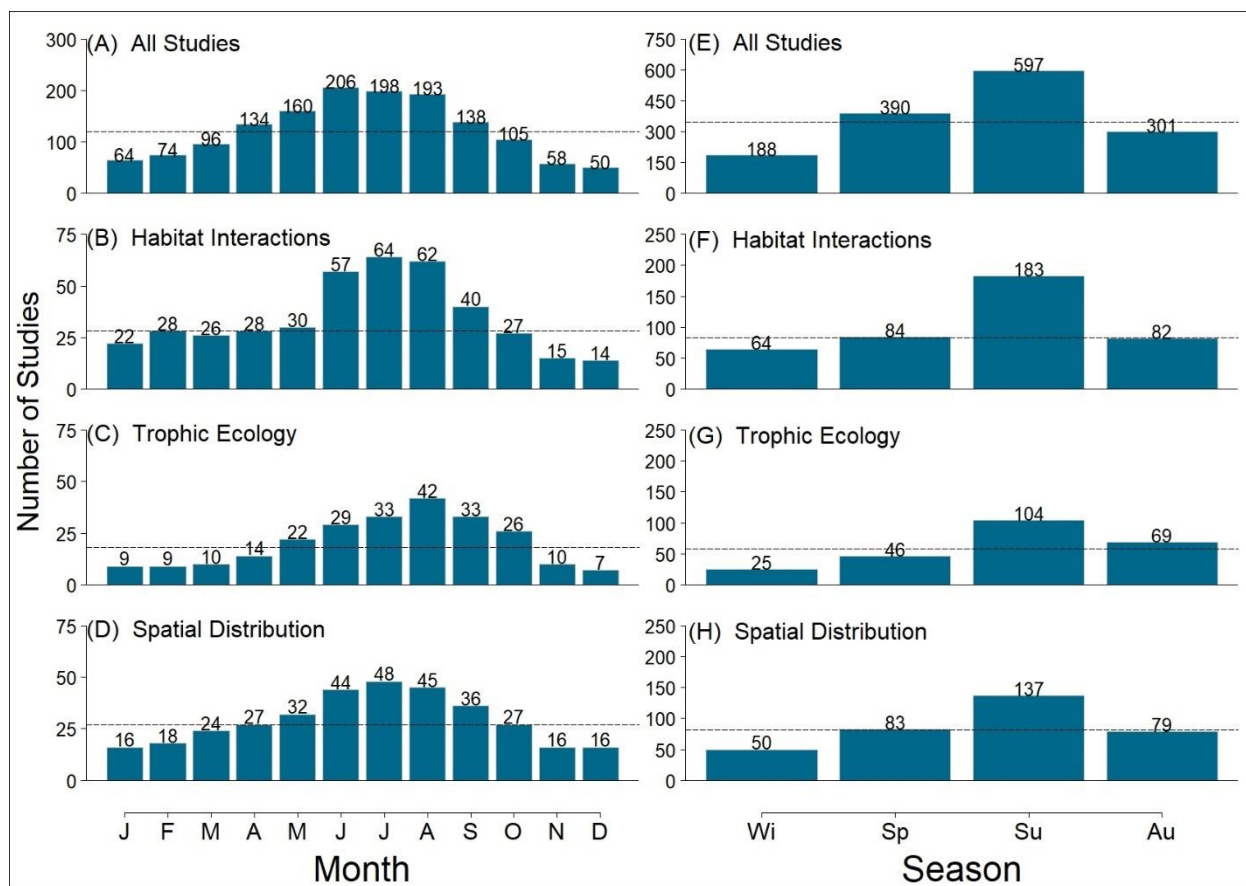 Number of Studies
(A) All Studies
300
200
100
0
64 74 96 134 160 206 198 193 138 105 58 50
(B) Habitat Interactions
75
50
25
0
22 28 26 28 30 57 64 62 40 27 15 14
(C) Trophic Ecology
75
50
25
0
9 9 10 14 22 29 33 42 33 26 10 7
(D) Spatial Distribution
75
50
25
0
16 18 24 27 32 44 48 45 36 27 16 16
J F M A M J J A S O N D
Month
(E) All Studies
750
600
450
300
150
0
188 390 597 301
(F) Habitat Interactions
250
200
150
100
50
0
64 84 183 82
(G) Trophic Ecology
250
200
150
100
50
0
25 46 104 69
(H) Spatial Distribution
250
200
150
100
50
0
50 83 137 79
Wi Sp Su Au
Season